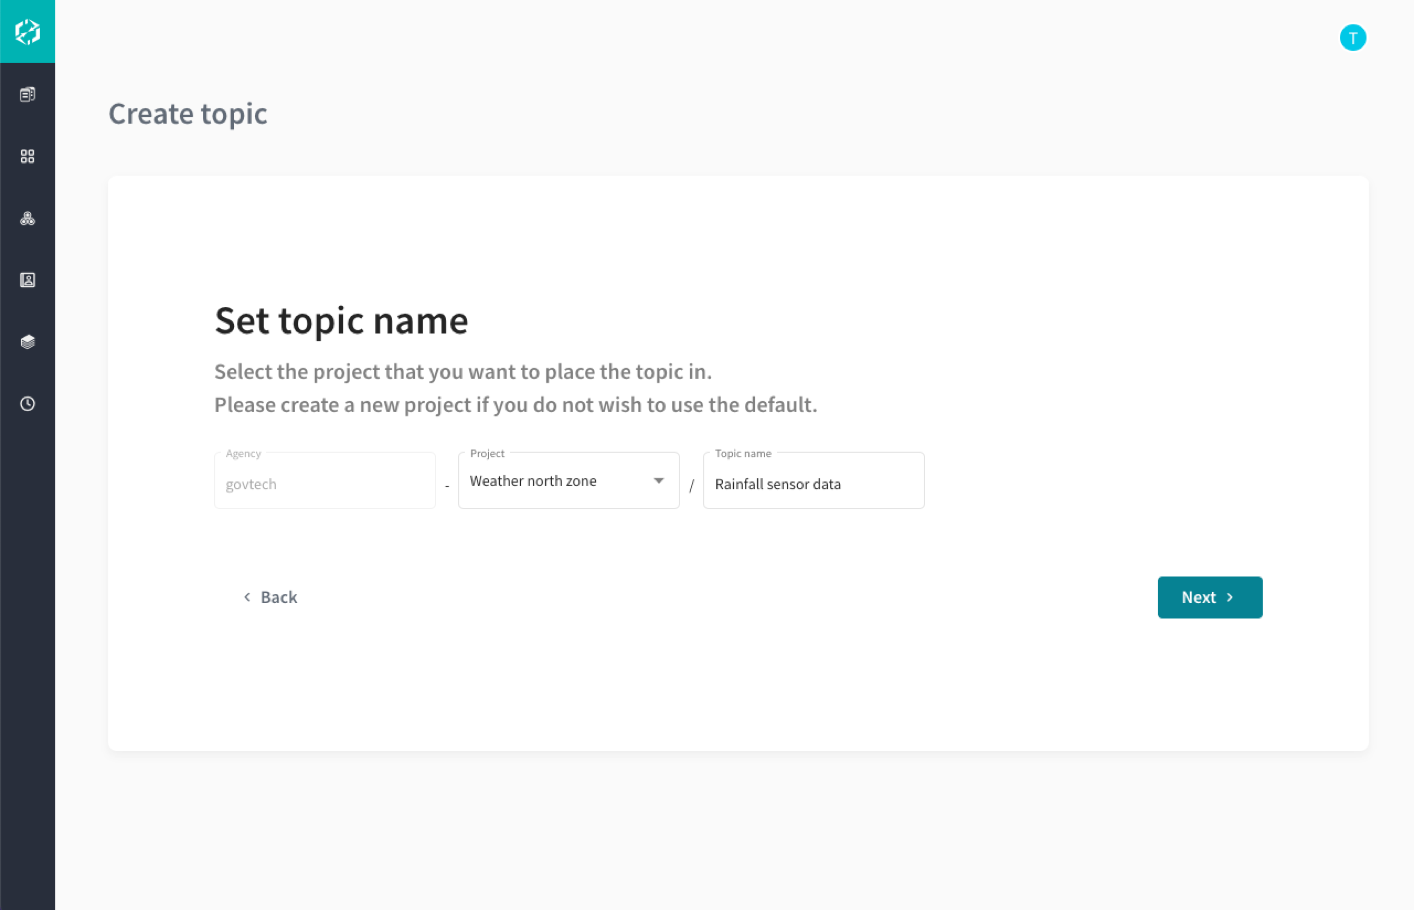 T
Create topic
Set topic name
Select the project that you want to place the topic in.
Please create a new project if you do not wish to use the default.
Agency
govtech
-
Project
Weather north zone
/
Topic name
Rainfall sensor data
Back
Next